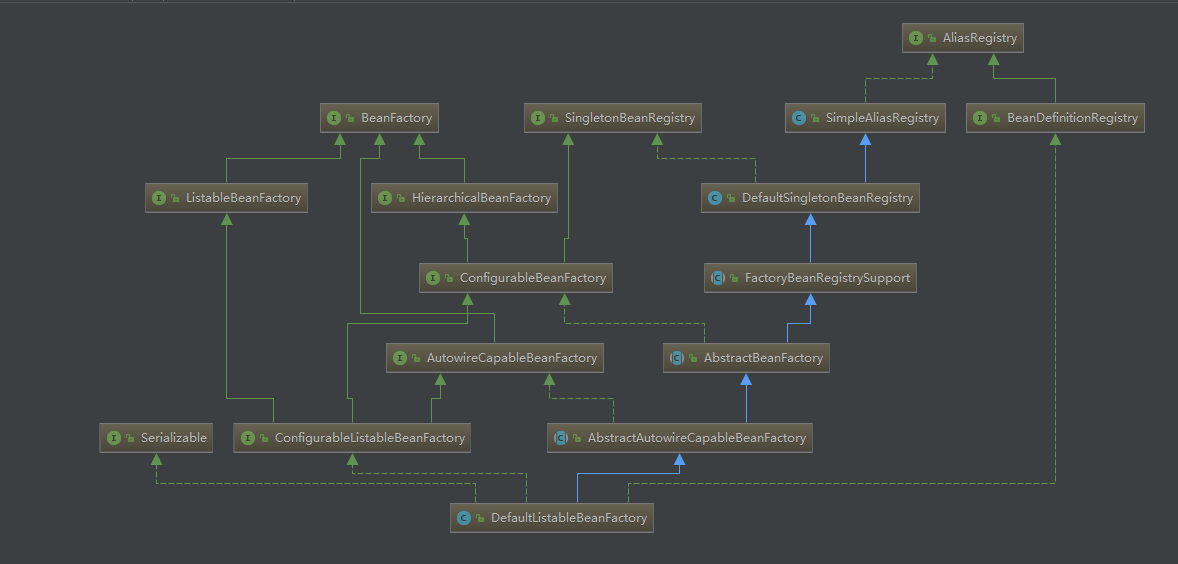 AliasRegistry
BeanFactory
SingletonBeanRegistry
SimpleAliasRegistry
BeanDefinitionRegistry
ListableBeanFactory
HierarchicalBeanFactory
DefaultSingletonBeanRegistry
ConfigurableBeanFactory
FactoryBeanRegistrySupport
AutowireCapableBeanFactory
AbstractBeanFactory
Serializable
ConfigurableListableBeanFactory
AbstractAutowireCapableBeanFactory
DefaultListableBeanFactory